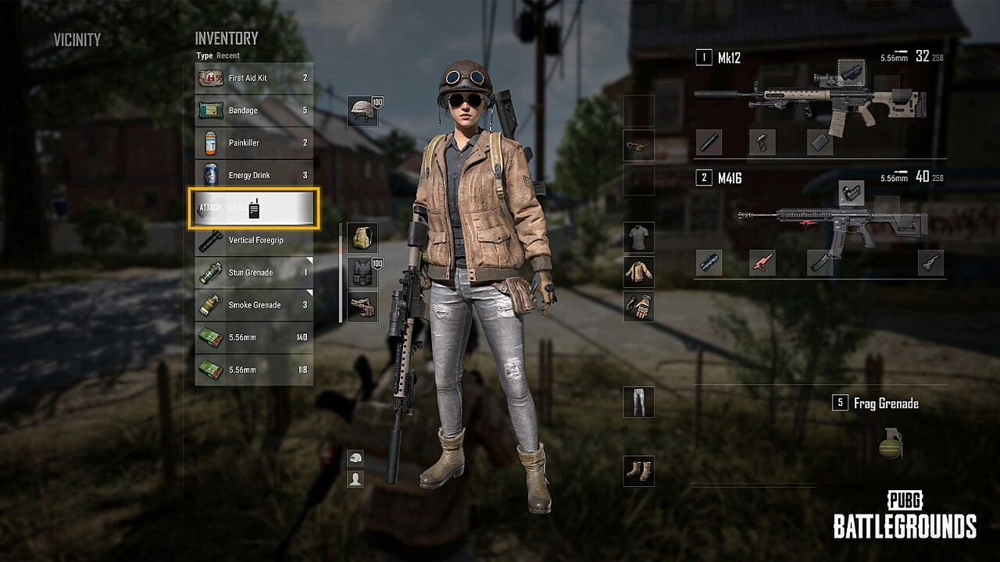 VICINITY
INVENTORY
Type Recent
First Aid Kit 2
Bandage 5
Painkiller 2
Energy Drink 3
ATTACH 6x
Vertical Foregrip
Stun Grenade 1
Smoke Grenade 3
5.56mm 140
5.56mm 118
100
100
1 Mk12 5.56mm 32 258
2 M416 5.56mm 40 258
5 Frag Grenade
PUBG
BATTLEGROUNDS